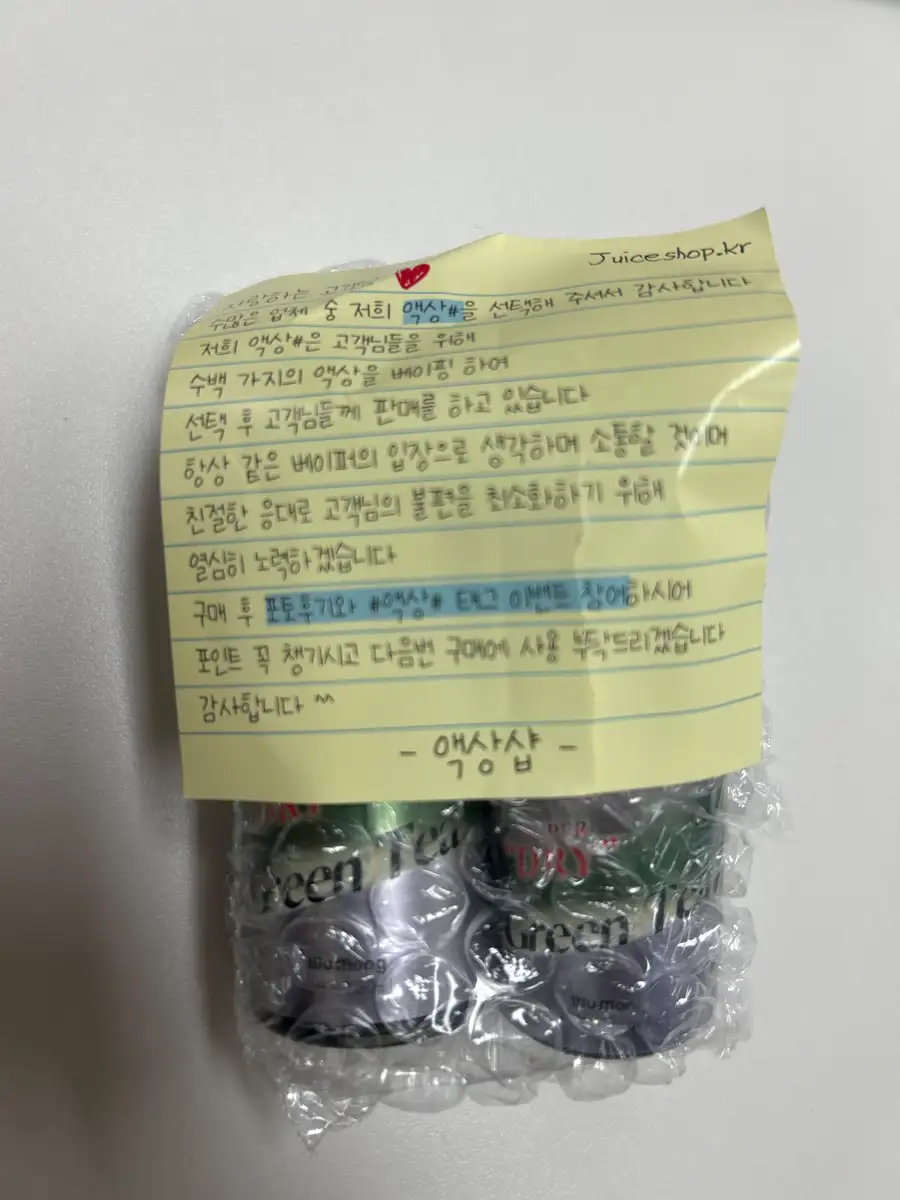 Juiceshop.kr
사랑하는 고객님
수많은 업체 중 저희 액상#을 선택해 주셔서 감사합니다
저희 액상#은 고객님들을 위해
수백 가지의 액상을 베이핑 하여
선택 후 고객님들께 판매를 하고 있습니다
항상 같은 베이퍼의 입장으로 생각하며 소통할 것이며
친절한 응대로 고객님의 불편을 최소화하기 위해
열심히 노력하겠습니다
구매 후 포토후기와 #액상# 태그 이벤트 참여하시어
포인트 꼭 챙기시고 다음번 구매에 사용 부탁드리겠습니다
감사합니다 ^^
- 액상샵 -
DRY
Green Tea
"DRY"
Green Tea